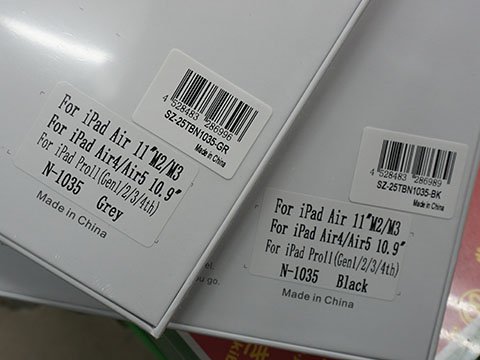 4 528483 286996
SZ-25TBN1035-GR
Made in China
For iPad Air 11"M2/M3
For iPad Air4/Air5 10.9"
For iPad Pro11(Gen1/2/3/4th)
N-1035 Grey
Made in China
4 528483 286989
SZ-25TBN1035-BK
Made in China
For iPad Air 11"M2/M3
For iPad Air4/Air5 10.9"
For iPad Pro11(Gen1/2/3/4th)
N-1035 Black
Made in China
u go.